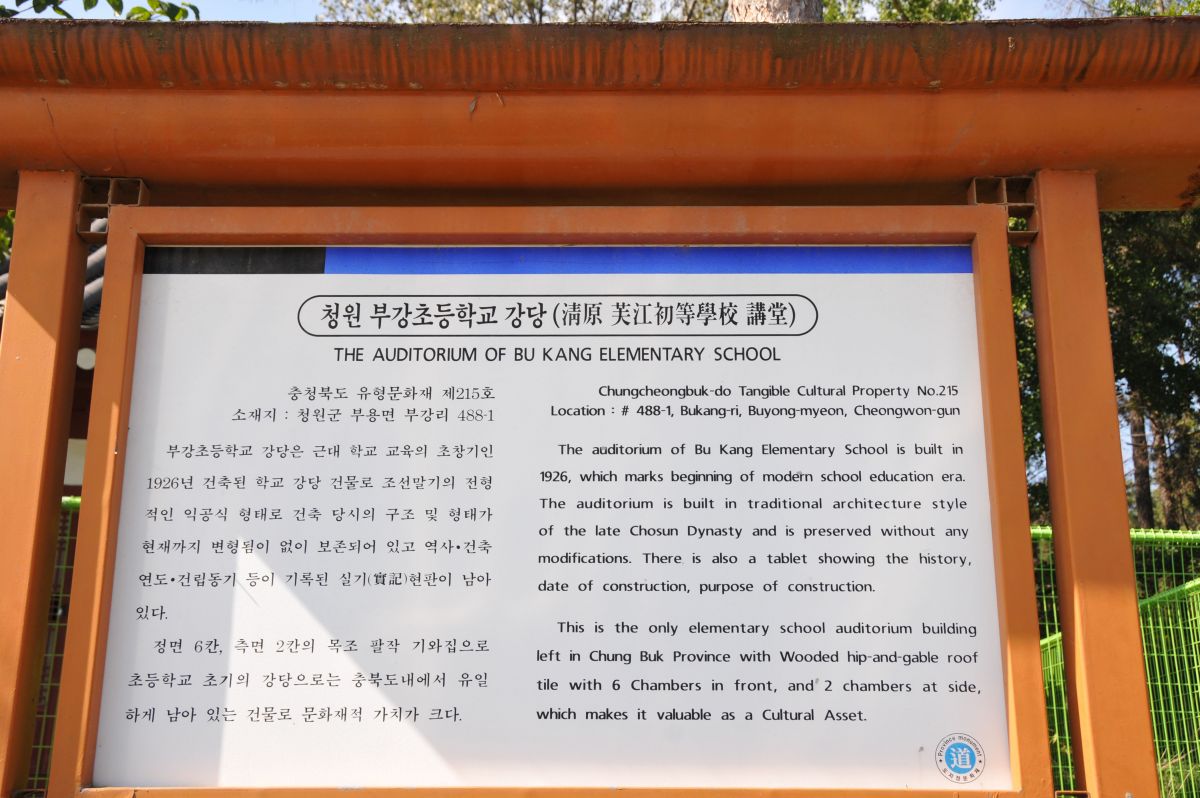 청원 부강초등학교 강당 (淸原 芙江初等學校 講堂)
THE AUDITORIUM OF BU KANG ELEMENTARY SCHOOL
충청북도 유형문화재 제215호
소재지 : 청원군 부용면 부강리 488-1
부강초등학교 강당은 근대 학교 교육의 초창기인
1926년 건축된 학교 강당 건물로 조선말기의 전형
적인 익공식 형태로 건축 당시의 구조 및 형태가
현재까지 변형됨이 없이 보존되어 있고 역사•건축
연도•건립동기 등이 기록된 실기(實記)현판이 남아
있다.
정면 6칸, 측면 2칸의 목조 팔작 기와집으로
초등학교 초기의 강당으로는 충북도내에서 유일
하게 남아 있는 건물로 문화재적 가치가 크다.
Chungcheongbuk-do Tangible Cultural Property No.215
Location : # 488-1, Bukang-ri, Buyong-myeon, Cheongwon-gun
The auditorium of Bu Kang Elementary School is built in
1926, which marks beginning of modern school education era.
The auditorium is built in traditional architecture style
of the late Chosun Dynasty and is preserved without any
modifications. There is also a tablet showing the history,
date of construction, purpose of construction.
This is the only elementary school auditorium building
left in Chung Buk Province with Wooded hip-and-gable roof
tile with 6 Chambers in front, and 2 chambers at side,
which makes it valuable as a Cultural Asset.
Province monument
道